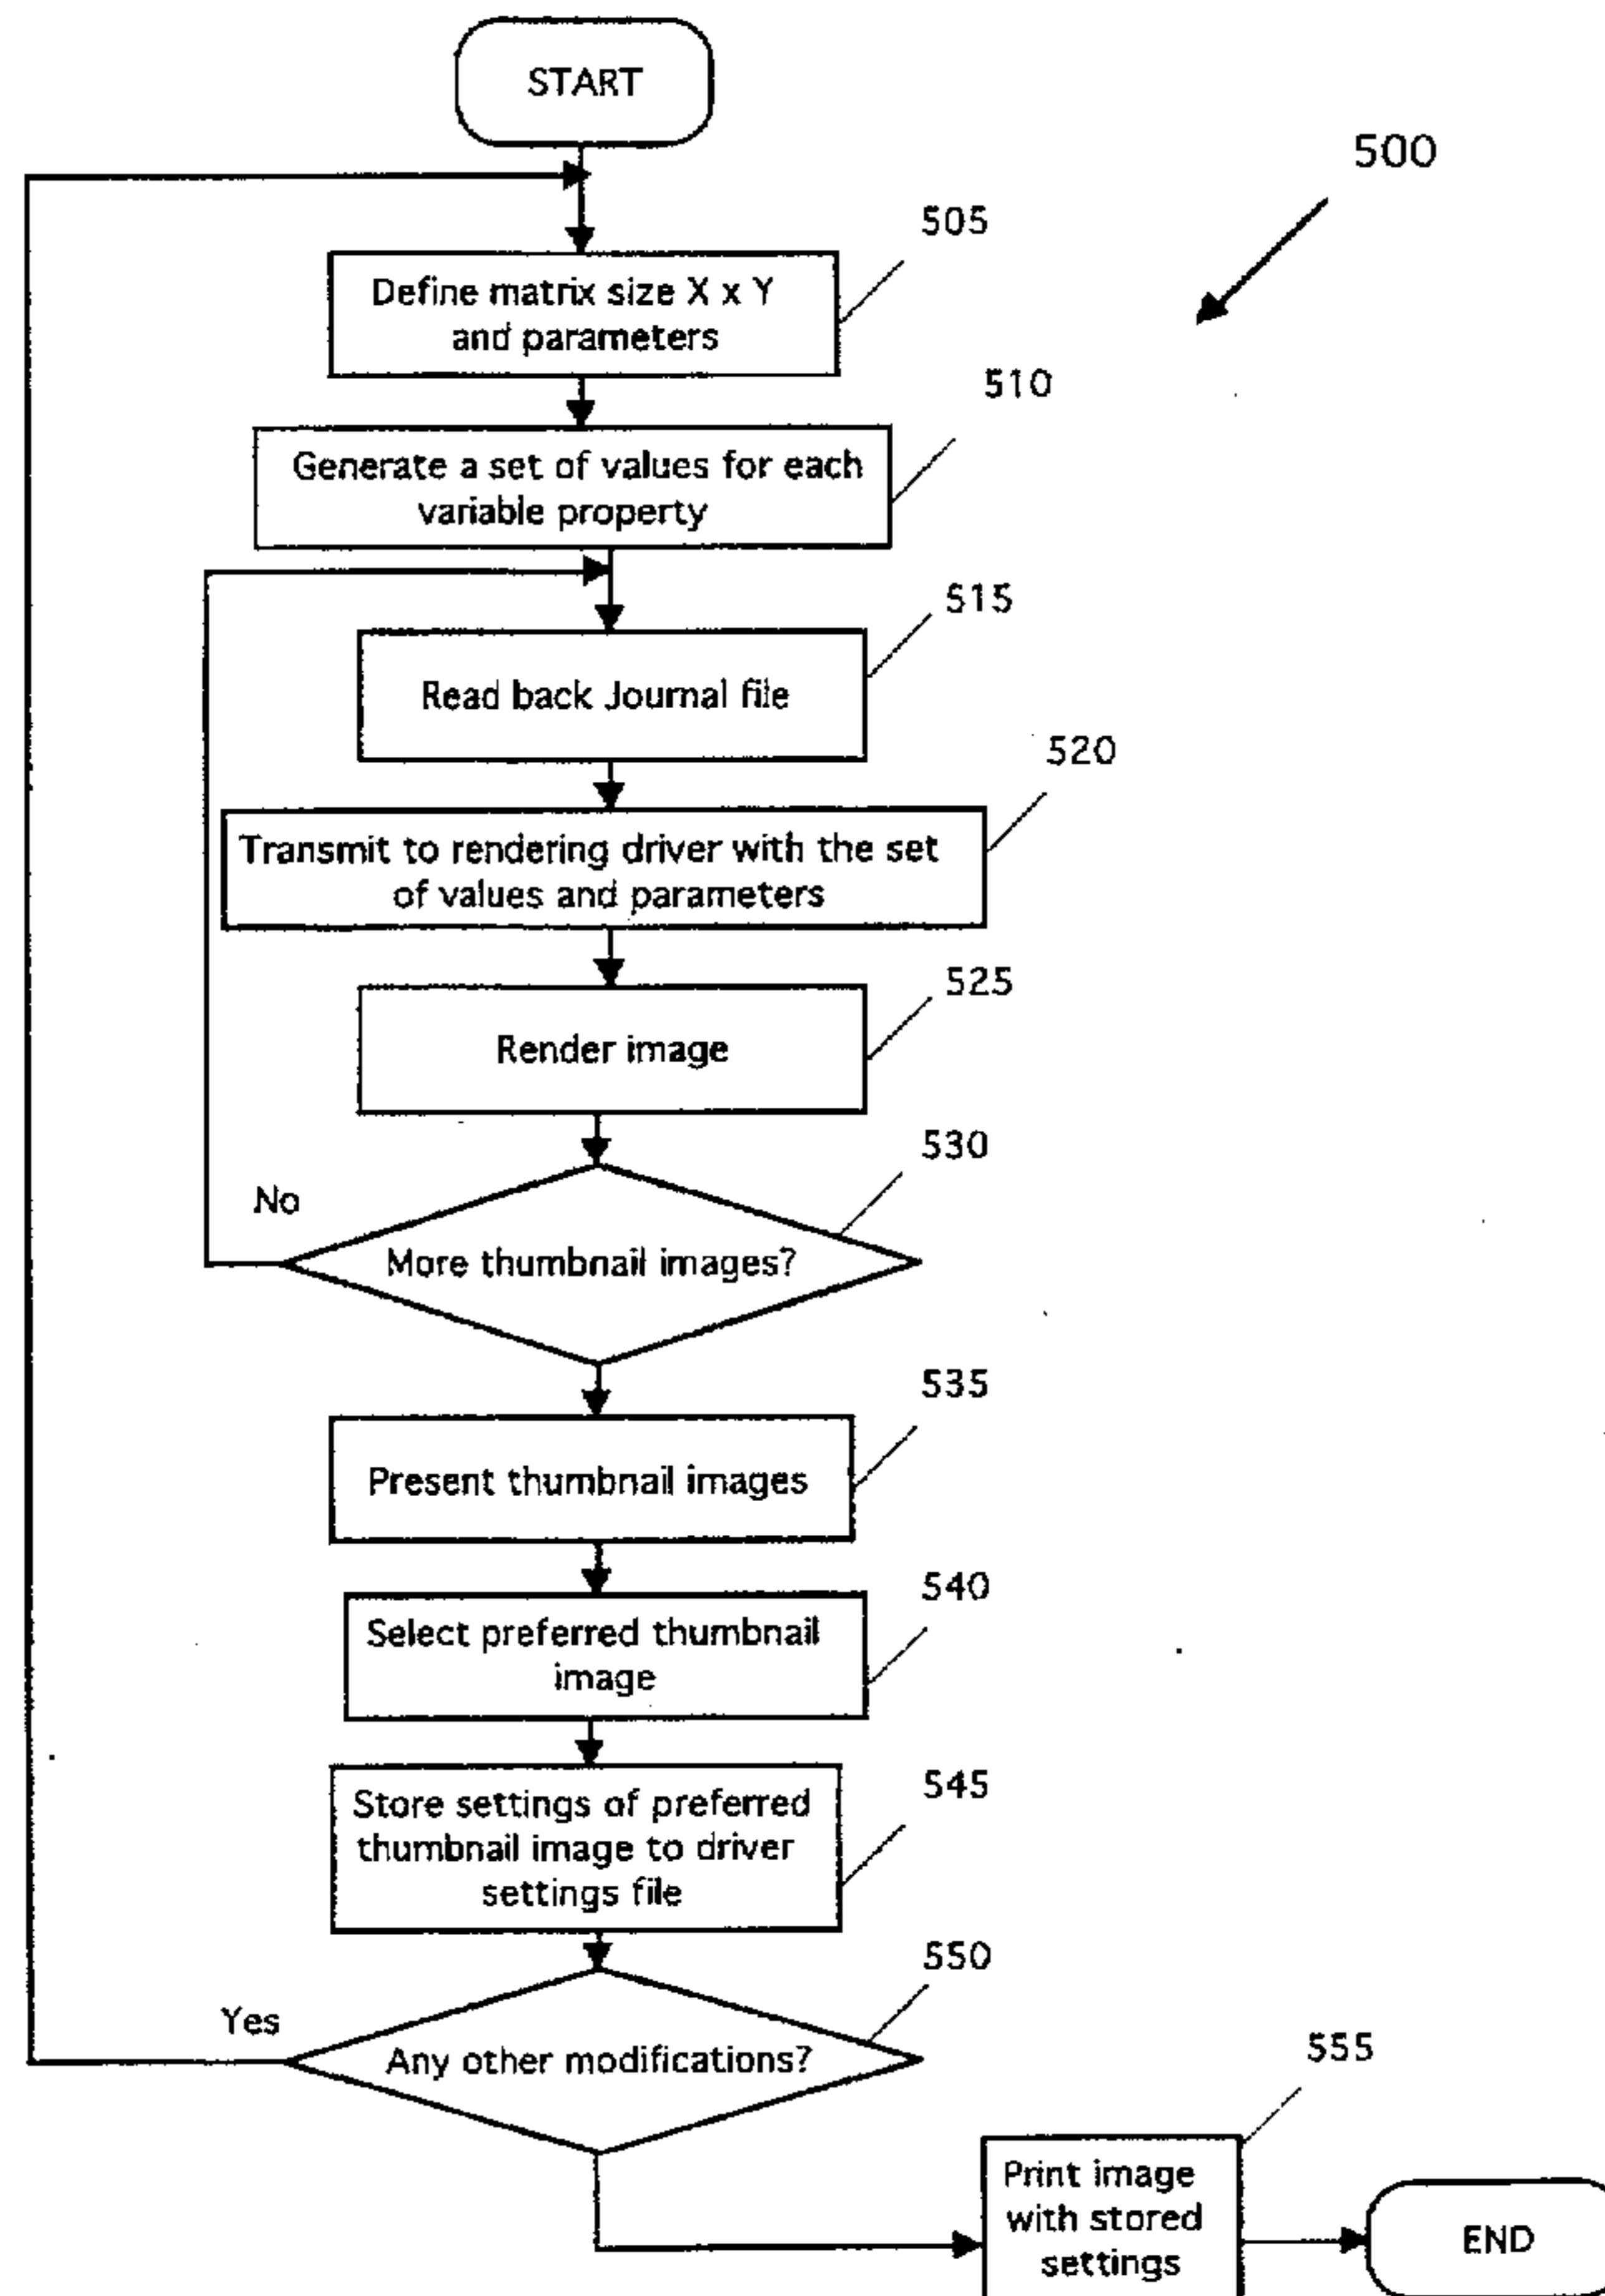 START
500
505
Define matrix size X x Y
and parameters
510
Generate a set of values for each
variable property
515
Read back Journal file
520
Transmit to rendering driver with the set
of values and parameters
525
Render image
530
No
More thumbnail images?
535
Present thumbnail images
540
Select preferred thumbnail
image
545
Store settings of preferred
thumbnail image to driver
settings file
550
Yes
Any other modifications?
555
Print image
with stored
settings
END